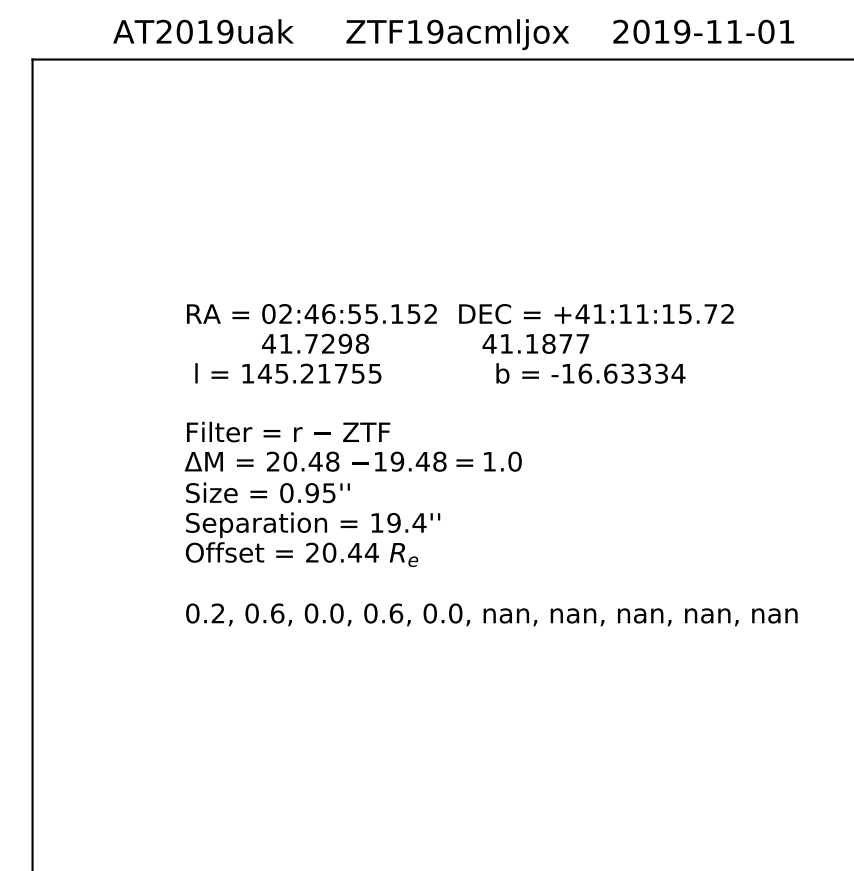 AT2019uak ZTF19acmljox 2019-11-01
RA = 02:46:55.152 DEC = +41:11:15.72
41.7298 41.1877
l = 145.21755 b = -16.63334
Filter = r − ZTF
ΔM = 20.48 −19.48 = 1.0
Size = 0.95''
Separation = 19.4''
Offset = 20.44 Re
0.2, 0.6, 0.0, 0.6, 0.0, nan, nan, nan, nan, nan